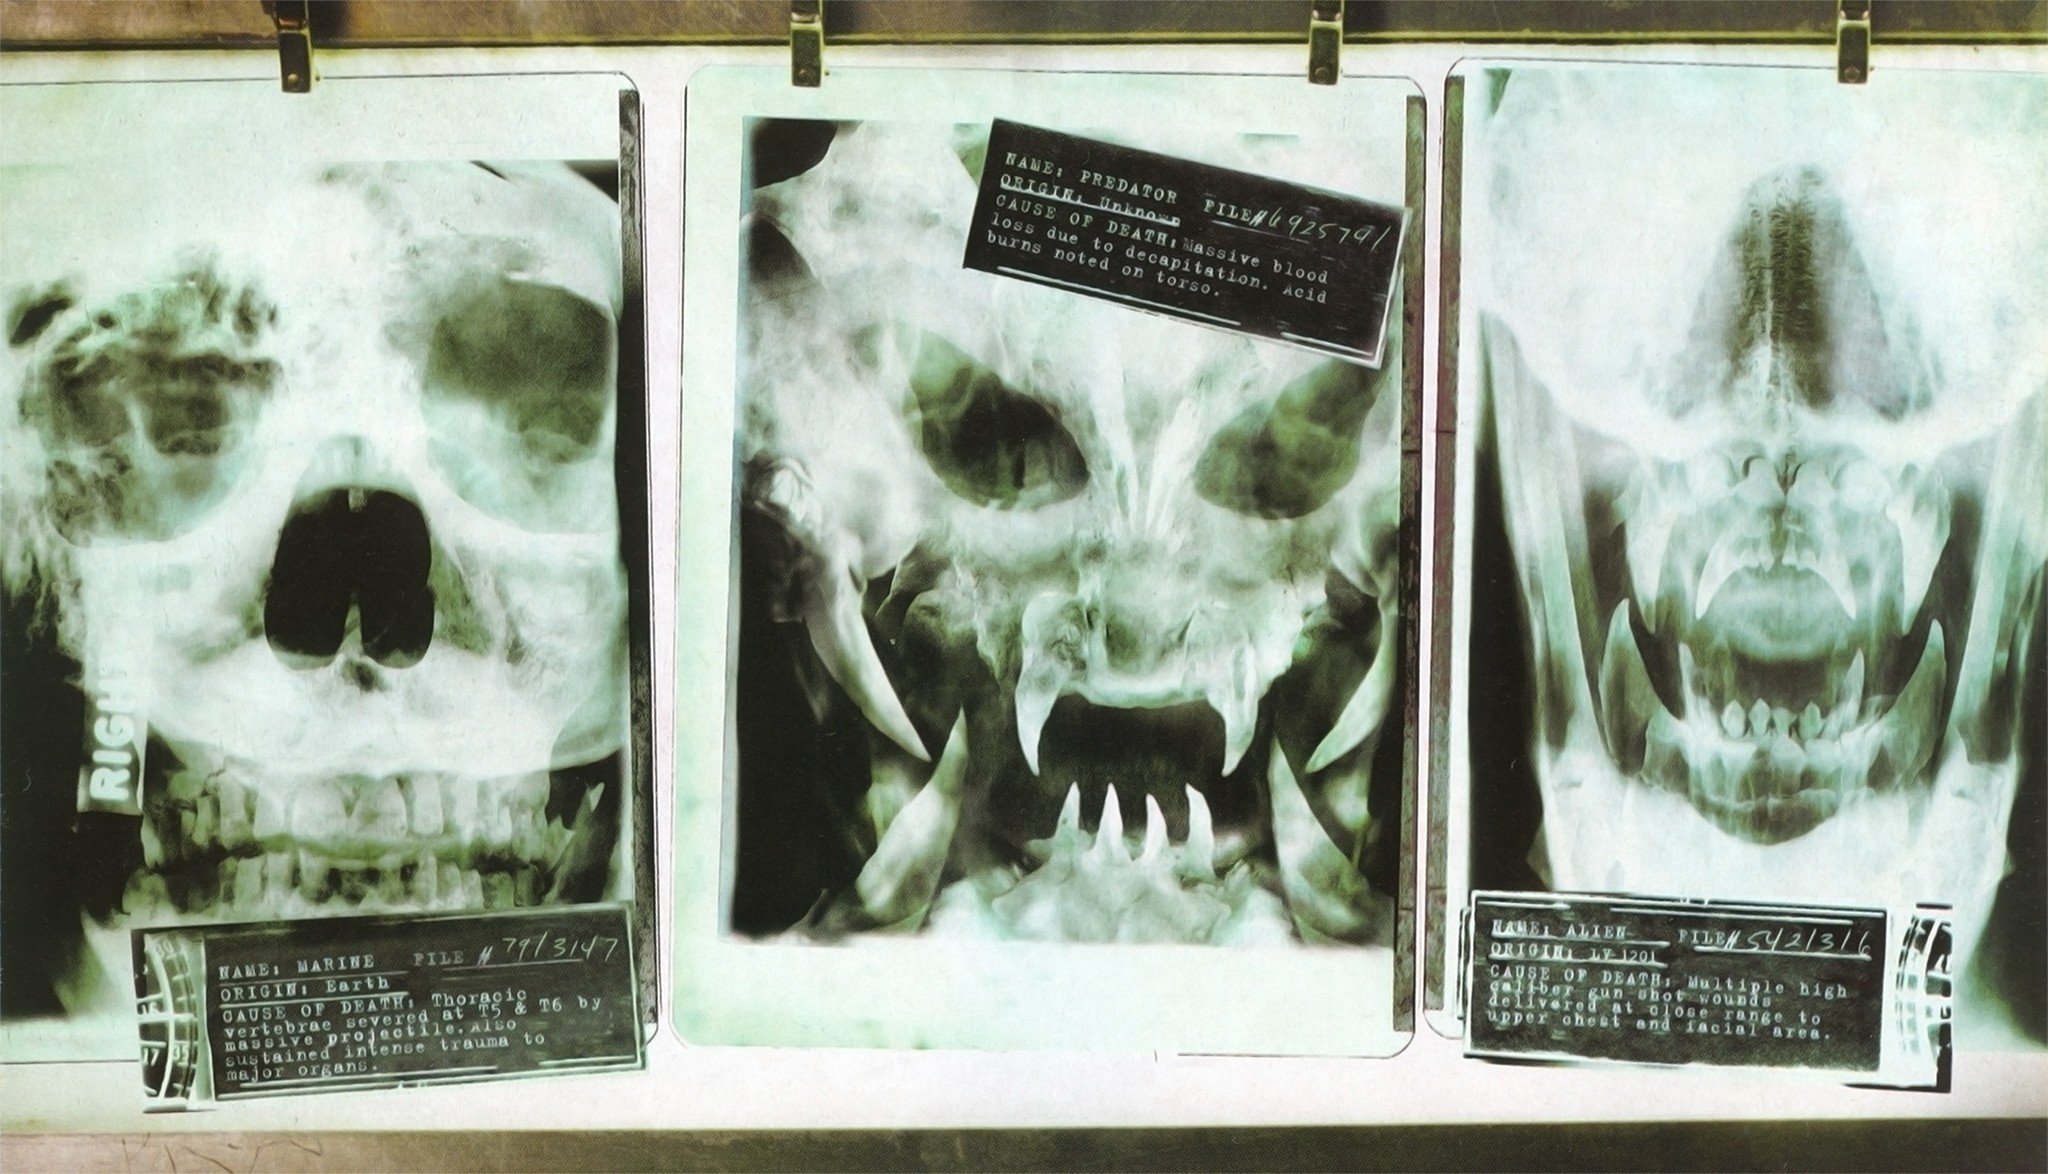 RIGHT
NAME: MARINE FILE # 7913147
ORIGIN: Earth
CAUSE OF DEATH: Thoracic
vertebrae severed at T5 & T6 by
massive projectile. Also
sustained intense trauma to
major organs.
NAME: PREDATOR FILE# 6925791
ORIGIN: Unknown
CAUSE OF DEATH: Massive blood
loss due to decapitation. Acid
burns noted on torso.
NAME: ALIEN FILE# 5421316
ORIGIN: LV 1201
CAUSE OF DEATH: Multiple high
caliber gun shot wounds
delivered at close range to
upper chest and facial area.